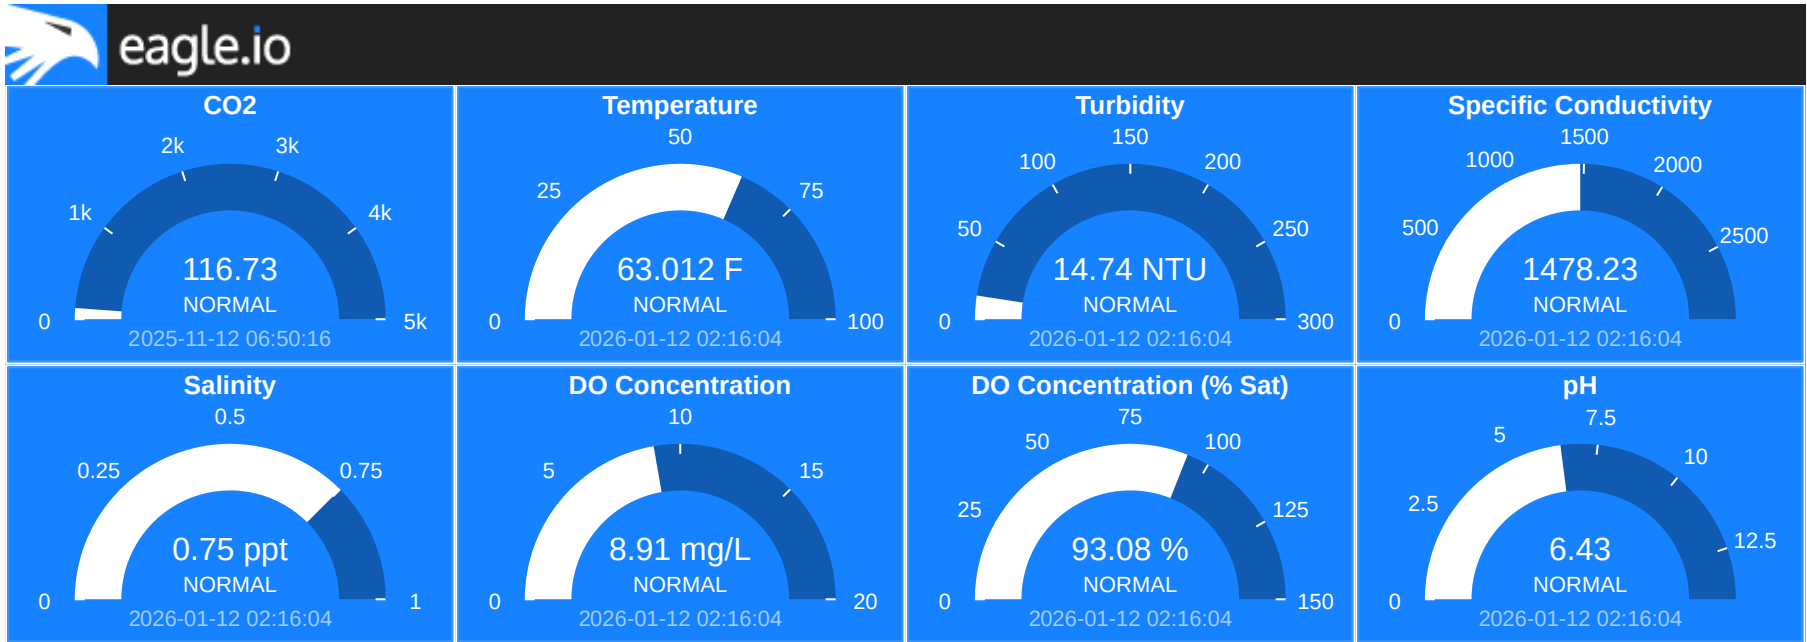 eagle.io
CO2
0
1k
2k
3k
4k
5k
116.73
NORMAL
2025-11-12 06:50:16
Temperature
0
25
50
75
100
63.012 F
NORMAL
2026-01-12 02:16:04
Turbidity
0
50
100
150
200
250
300
14.74 NTU
NORMAL
2026-01-12 02:16:04
Specific Conductivity
0
500
1000
1500
2000
2500
1478.23
NORMAL
2026-01-12 02:16:04
Salinity
0
0.25
0.5
0.75
1
0.75 ppt
NORMAL
2026-01-12 02:16:04
DO Concentration
0
5
10
15
20
8.91 mg/L
NORMAL
2026-01-12 02:16:04
DO Concentration (% Sat)
0
25
50
75
100
125
150
93.08 %
NORMAL
2026-01-12 02:16:04
pH
0
2.5
5
7.5
10
12.5
6.43
NORMAL
2026-01-12 02:16:04